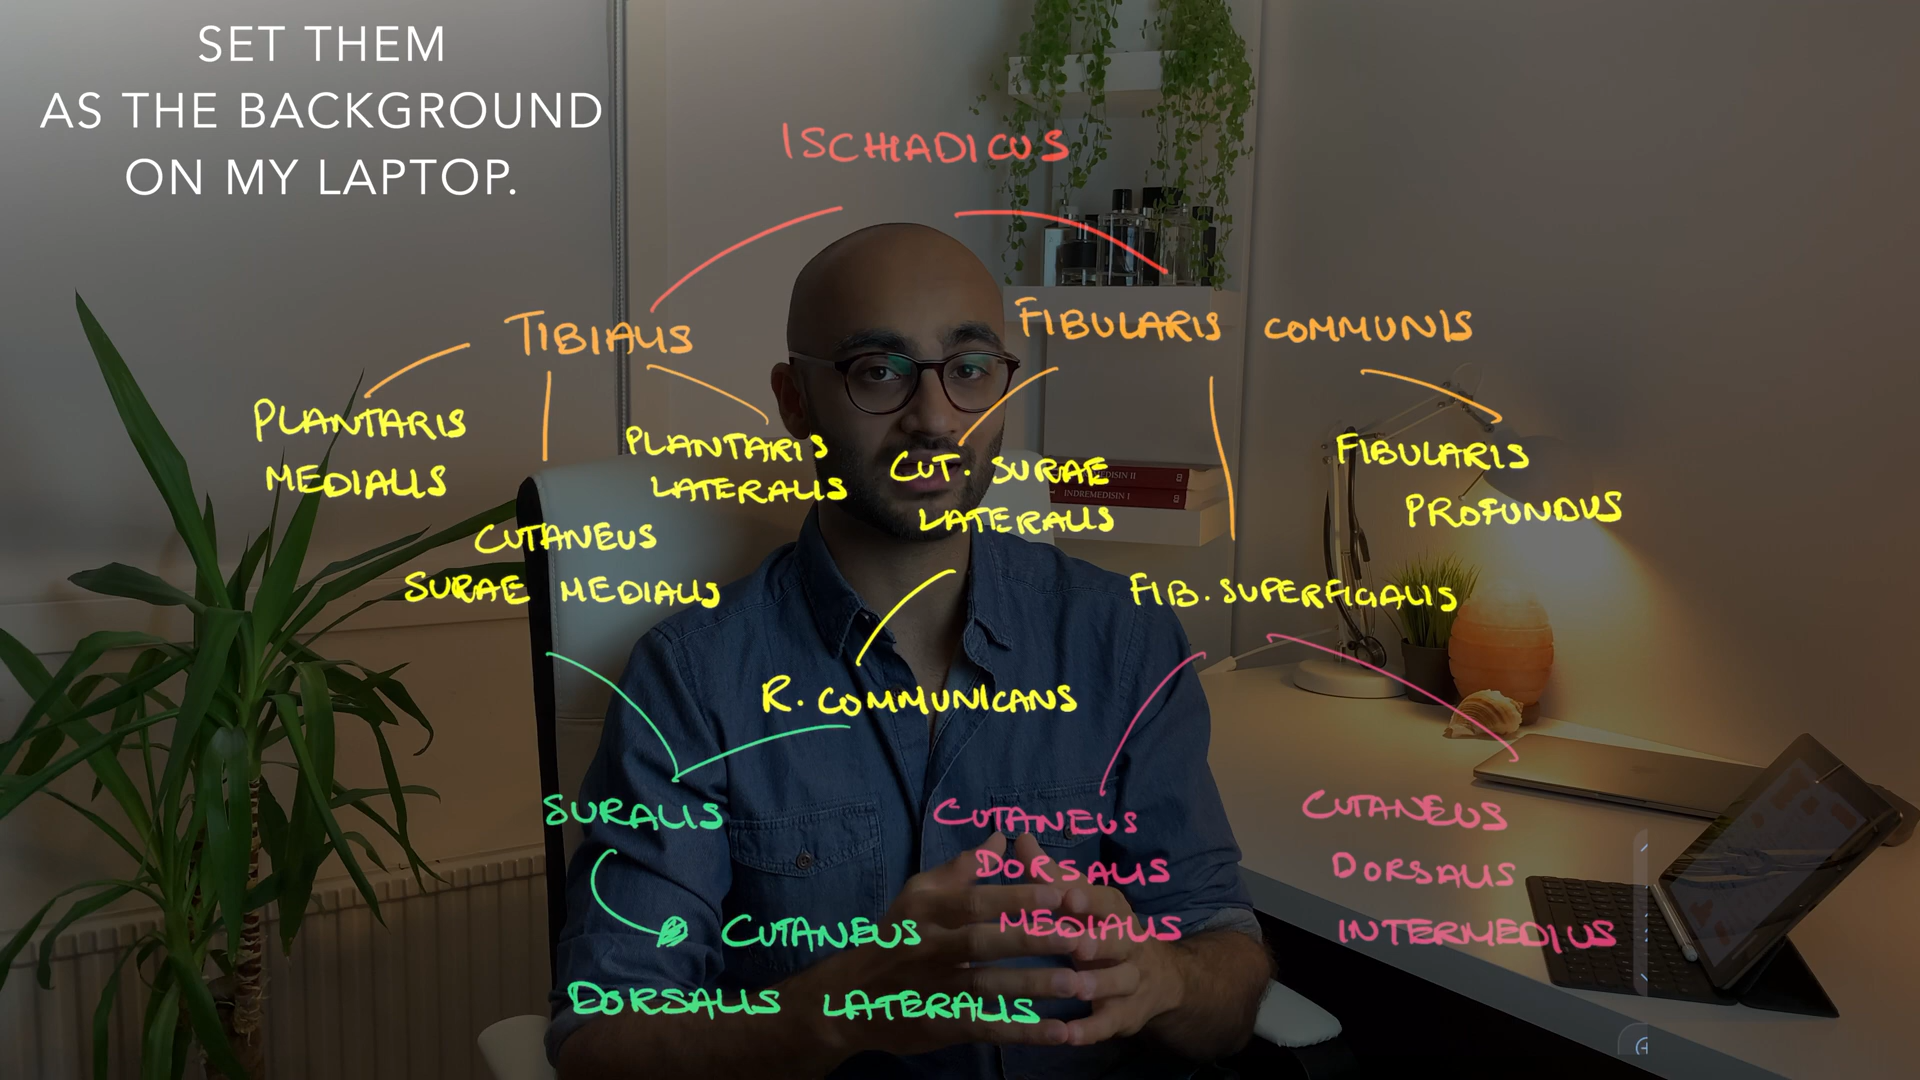 SET THEM
AS THE BACKGROUND
ON MY LAPTOP.
ISCHIADICUS
TIBIALIS
FIBULARIS COMMUNIS
PLANTARIS
MEDIALIS
PLANTARIS
LATERALIS
CUT. SURAE
LATERALIS
FIBULARIS
PROFUNDUS
INDREMEDISIN I
CUTANEUS
SURAE MEDIALIS
FIB. SUPERFICIALIS
R. COMMUNICANS
SURALIS
CUTANEUS
DORSALIS
MEDIALIS
CUTANEUS
DORSALIS
INTERMEDIUS
CUTANEUS
DORSALIS LATERALIS